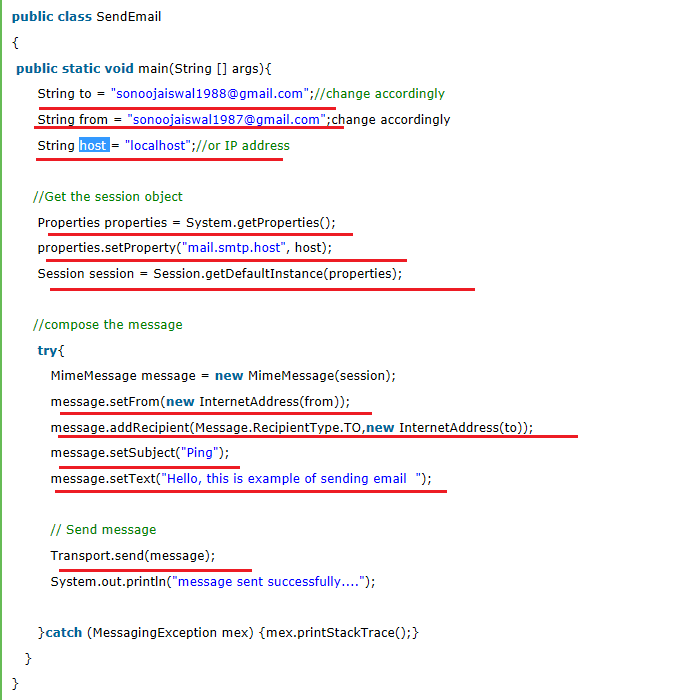 public class SendEmail
{
public static void main(String [] args){
String to = "sonoojaiswal1988@gmail.com";//change accordingly
String from = "sonoojaiswal1987@gmail.com";change accordingly
String host = "localhost";//or IP address
//Get the session object
Properties properties = System.getProperties();
properties.setProperty("mail.smtp.host", host);
Session session = Session.getDefaultInstance(properties);
//compose the message
try{
MimeMessage message = new MimeMessage(session);
message.setFrom(new InternetAddress(from));
message.addRecipient(Message.RecipientType.TO,new InternetAddress(to));
message.setSubject("Ping");
message.setText("Hello, this is example of sending email  ");
// Send message
Transport.send(message);
System.out.println("message sent successfully....");
}catch (MessagingException mex) {mex.printStackTrace();}
}
}